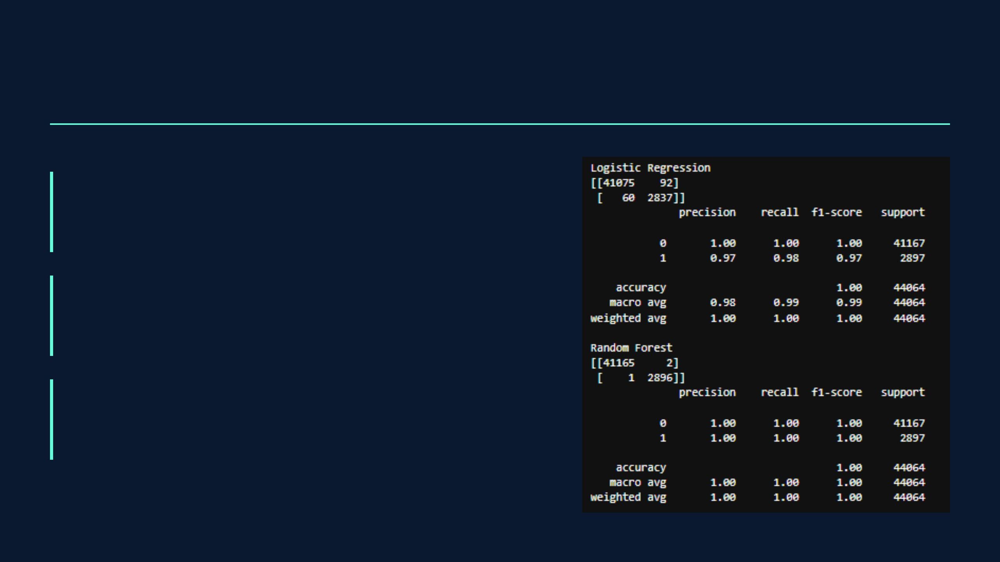 Logistic Regression
[[41075    92]
 [   60  2837]]
              precision    recall  f1-score   support

           0       1.00      1.00      1.00     41167
           1       0.97      0.98      0.97      2897

    accuracy                           1.00     44064
   macro avg       0.98      0.99      0.99     44064
weighted avg       1.00      1.00      1.00     44064

Random Forest
[[41165     2]
 [    1  2896]]
              precision    recall  f1-score   support

           0       1.00      1.00      1.00     41167
           1       1.00      1.00      1.00      2897

    accuracy                           1.00     44064
   macro avg       1.00      1.00      1.00     44064
weighted avg       1.00      1.00      1.00     44064